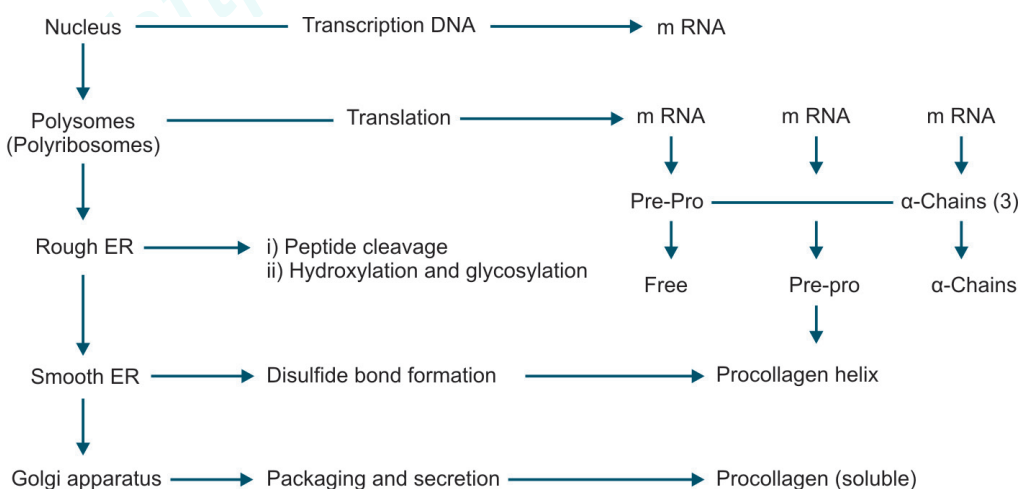 Nucleus Transcription DNA m RNA
Polysomes
(Polyribosomes) Translation m RNA m RNA m RNA
Pre-Pro α-Chains (3)
Rough ER i) Peptide cleavage
ii) Hydroxylation and glycosylation
Free Pre-pro α-Chains
Smooth ER Disulfide bond formation Procollagen helix
Golgi apparatus Packaging and secretion Procollagen (soluble)